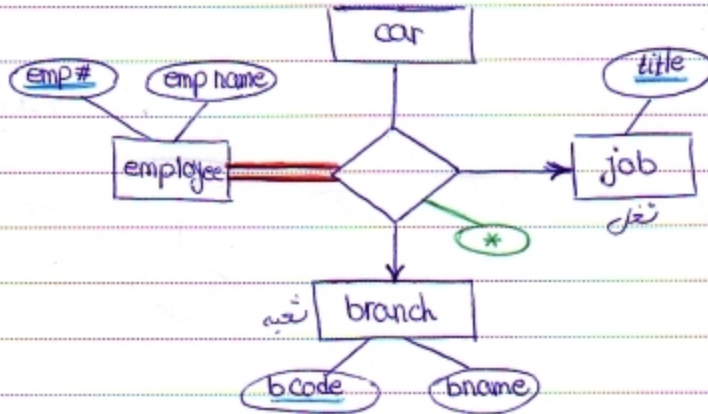 car
emp#
emp name
title
employee
job
شغل
*
branch
شعبه
bcode
bname